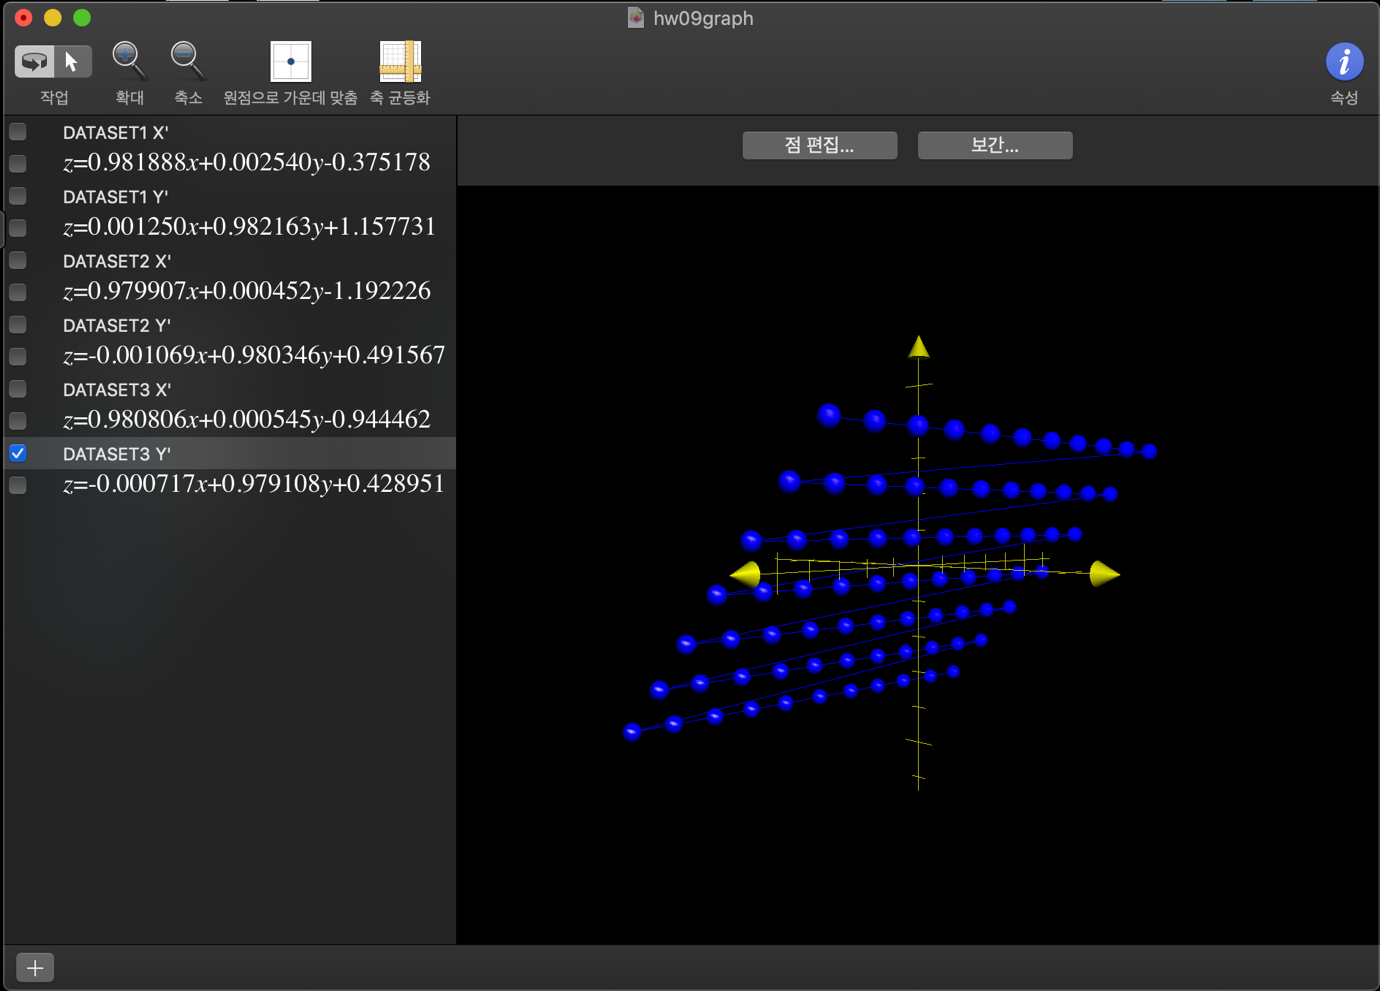 hw09graph
작업
확대
축소
원점으로 가운데 맞춤
축 균등화
속성
점 편집...
보간...
DATASET1 X'
z=0.981888x+0.002540y-0.375178
DATASET1 Y'
z=0.001250x+0.982163y+1.157731
DATASET2 X'
z=0.979907x+0.000452y-1.192226
DATASET2 Y'
z=-0.001069x+0.980346y+0.491567
DATASET3 X'
z=0.980806x+0.000545y-0.944462
DATASET3 Y'
z=-0.000717x+0.979108y+0.428951